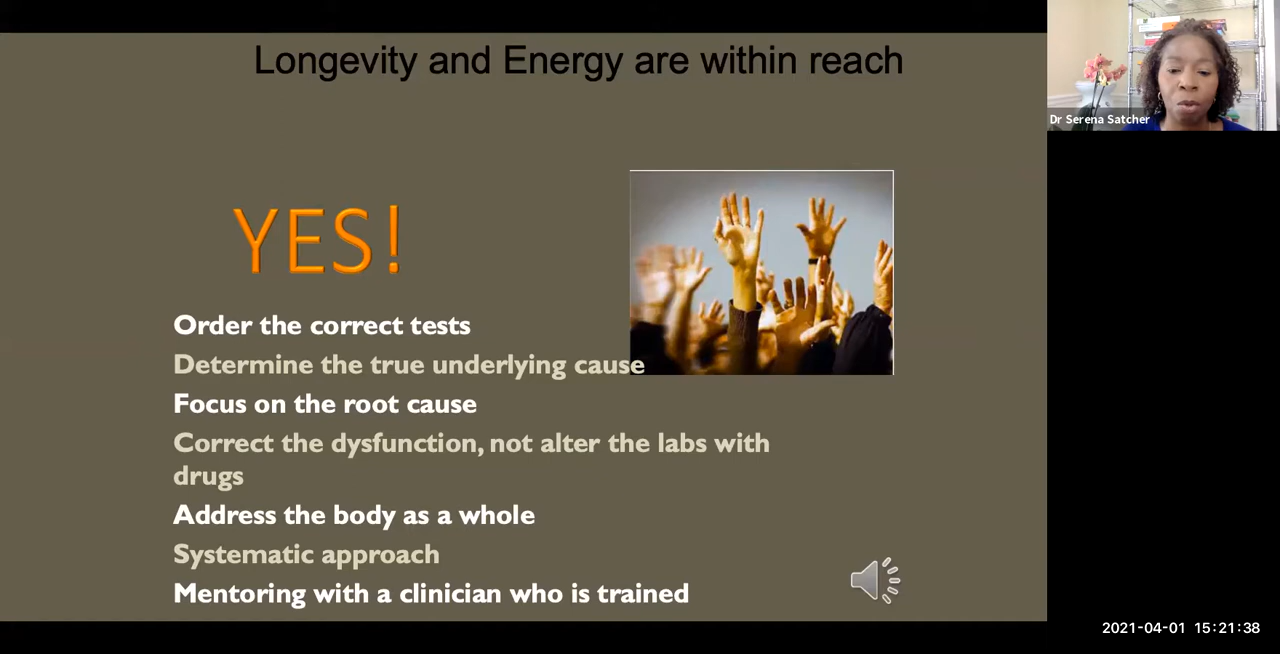 Longevity and Energy are within reach
Dr Serena Satcher
YES!
Order the correct tests
Determine the true underlying cause
Focus on the root cause
Correct the dysfunction, not alter the labs with
drugs
Address the body as a whole
Systematic approach
Mentoring with a clinician who is trained
2021-04-01 15:21:38